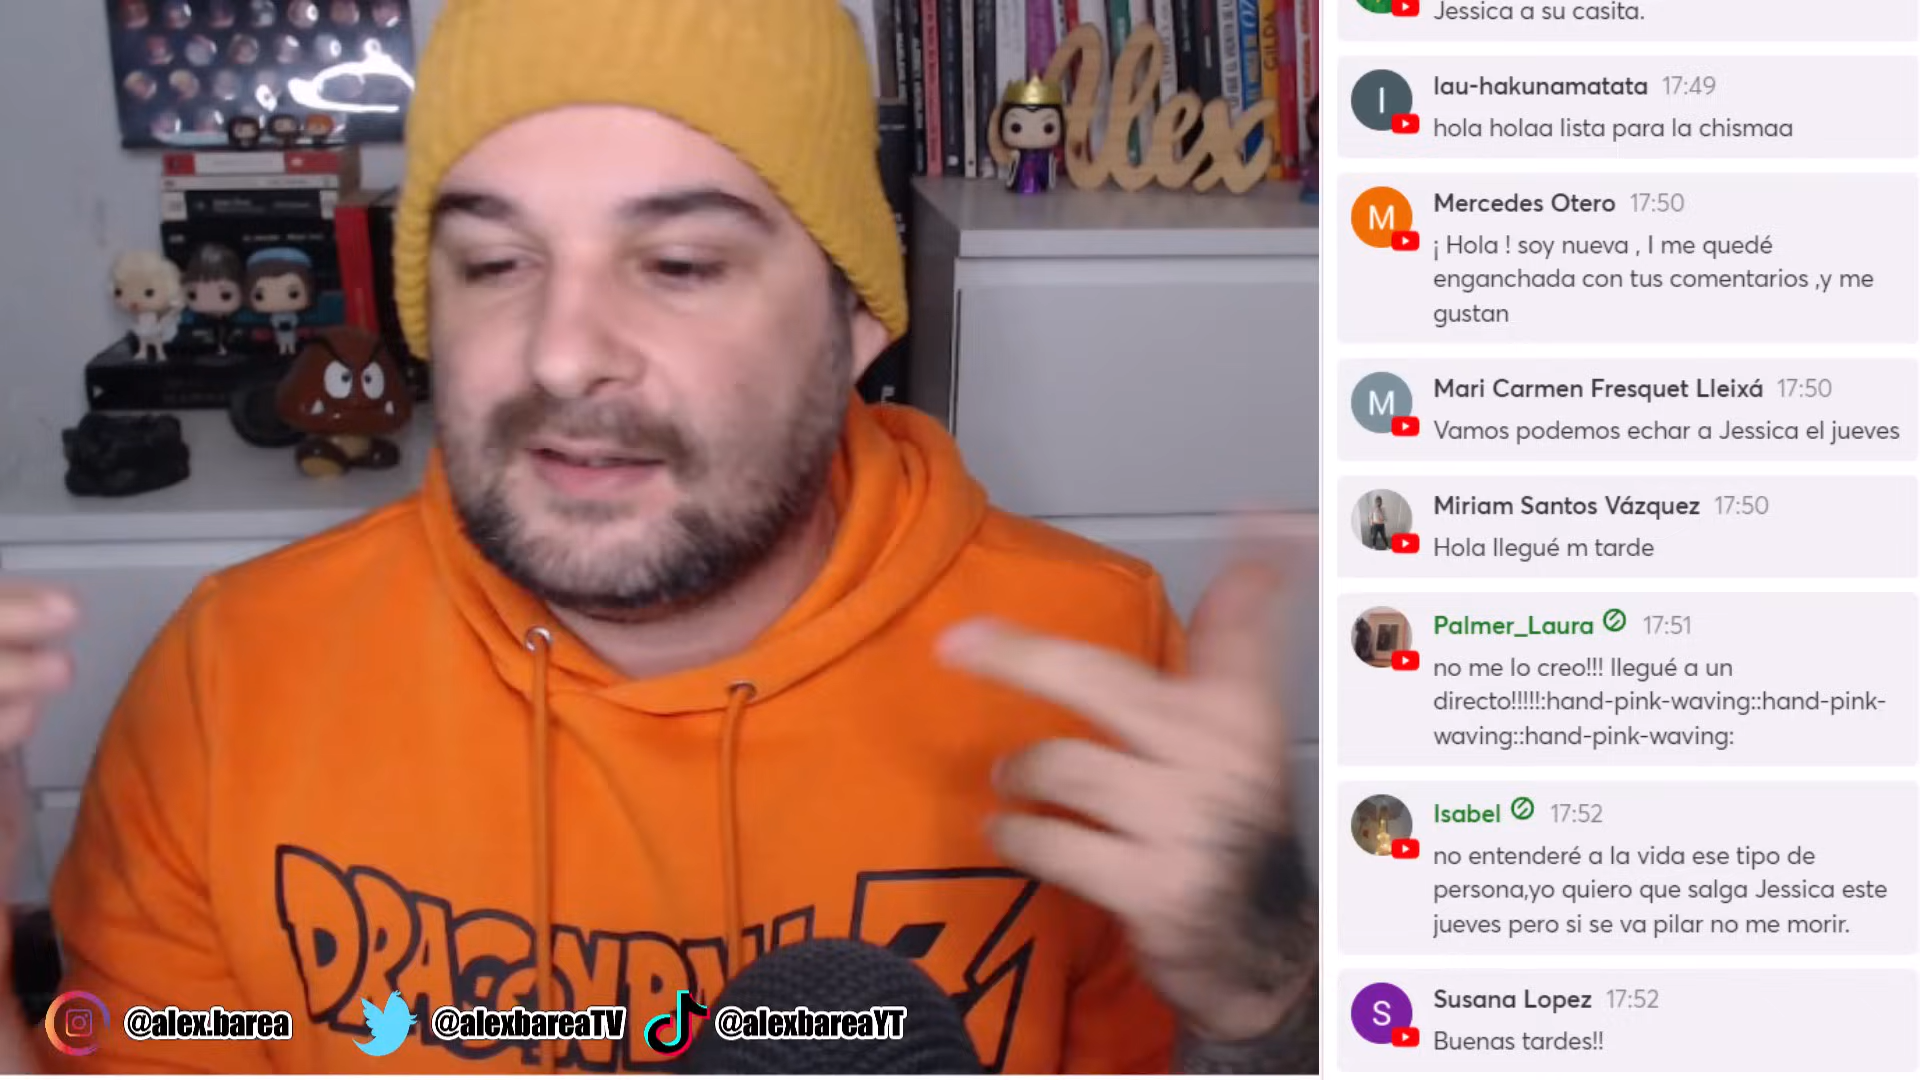 Alex
GILDA
DRAGONBALL Z
@alex.barea
@alexbareaTV
@alexbareaYT
Jessica a su casita.
I
lau-hakunamatata 17:49
hola holaa lista para la chismaa
M
Mercedes Otero 17:50
¡ Hola ! soy nueva , I me quedé
enganchada con tus comentarios ,y me
gustan
M
Mari Carmen Fresquet Lleixá 17:50
Vamos podemos echar a Jessica el jueves
Miriam Santos Vázquez 17:50
Hola llegué m tarde
Palmer_Laura 17:51
no me lo creo!!! llegué a un
directo!!!!!:hand-pink-waving::hand-pink-
waving::hand-pink-waving:
Isabel 17:52
no entenderé a la vida ese tipo de
persona,yo quiero que salga Jessica este
jueves pero si se va pilar no me morir.
S
Susana Lopez 17:52
Buenas tardes!!